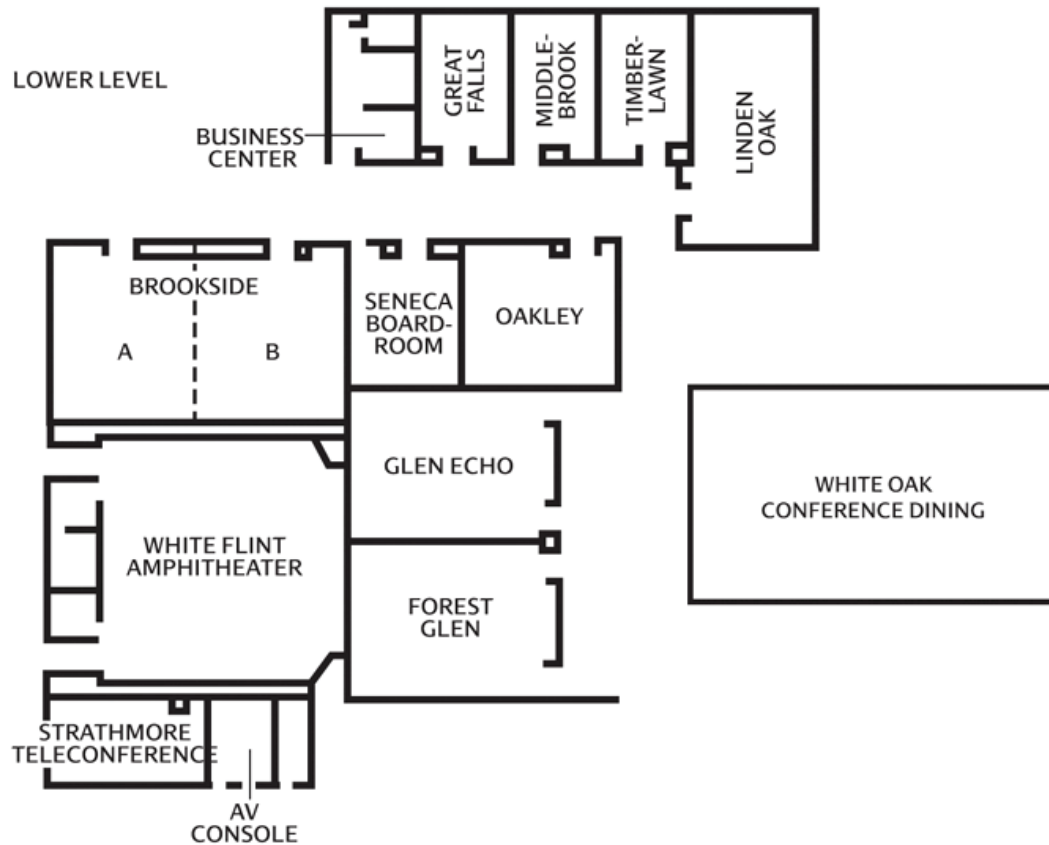 LOWER LEVEL
BUSINESS
CENTER
GREAT
FALLS
MIDDLE-
BROOK
TIMBER-
LAWN
LINDEN
OAK
BROOKSIDE
A
B
SENECA
BOARD-
ROOM
OAKLEY
GLEN ECHO
WHITE OAK
CONFERENCE DINING
WHITE FLINT
AMPHITHEATER
FOREST
GLEN
STRATHMORE
TELECONFERENCE
AV
CONSOLE